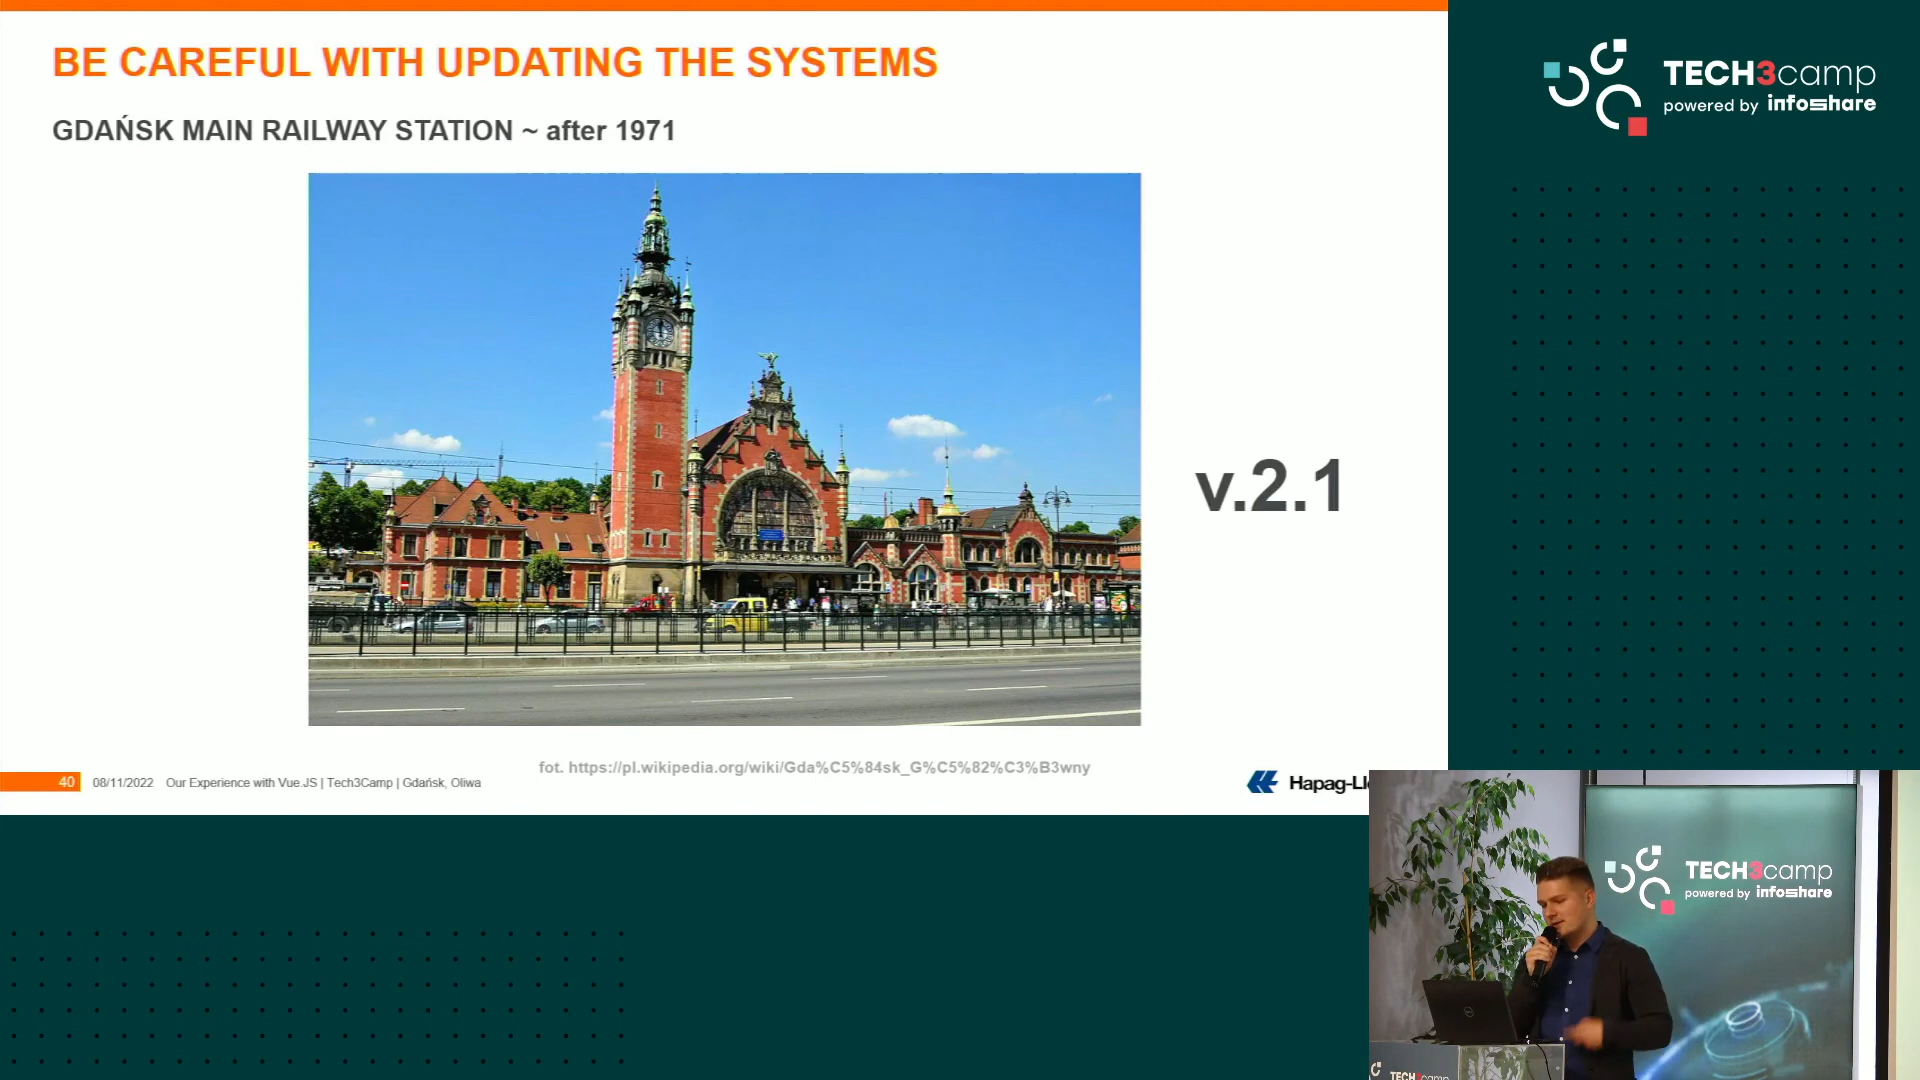 BE CAREFUL WITH UPDATING THE SYSTEMS
GDAŃSK MAIN RAILWAY STATION ~ after 1971
v.2.1
fot. https://pl.wikipedia.org/wiki/Gda%C5%84sk_G%C5%82%C3%B3wny
40 08/11/2022 Our Experience with Vue.JS | Tech3Camp | Gdańsk, Oliwa
Hapag-Ll
TECH3camp
powered by infoshare
TECH3camp
powered by infoshare
TECH3camp